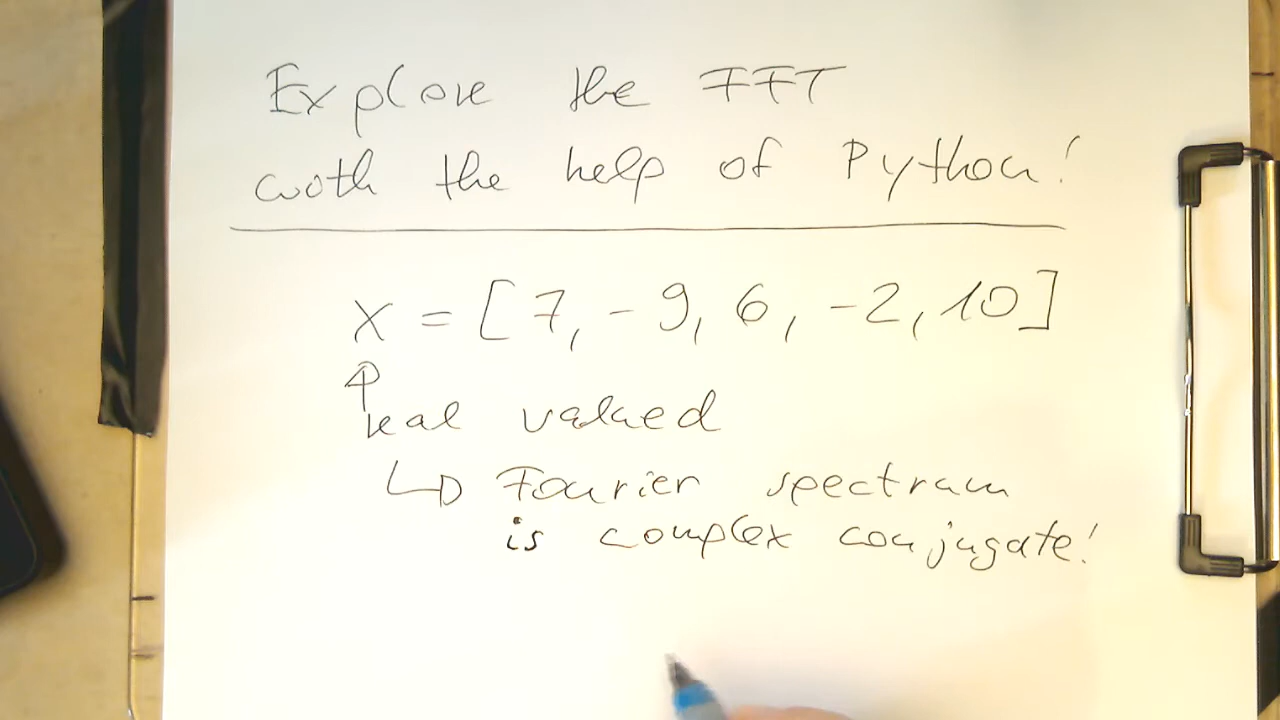 Explore the FFT
with the help of Python!
x = [7, -9, 6, -2, 10]
real valued
↳ Fourier spectrum
is complex conjugate!